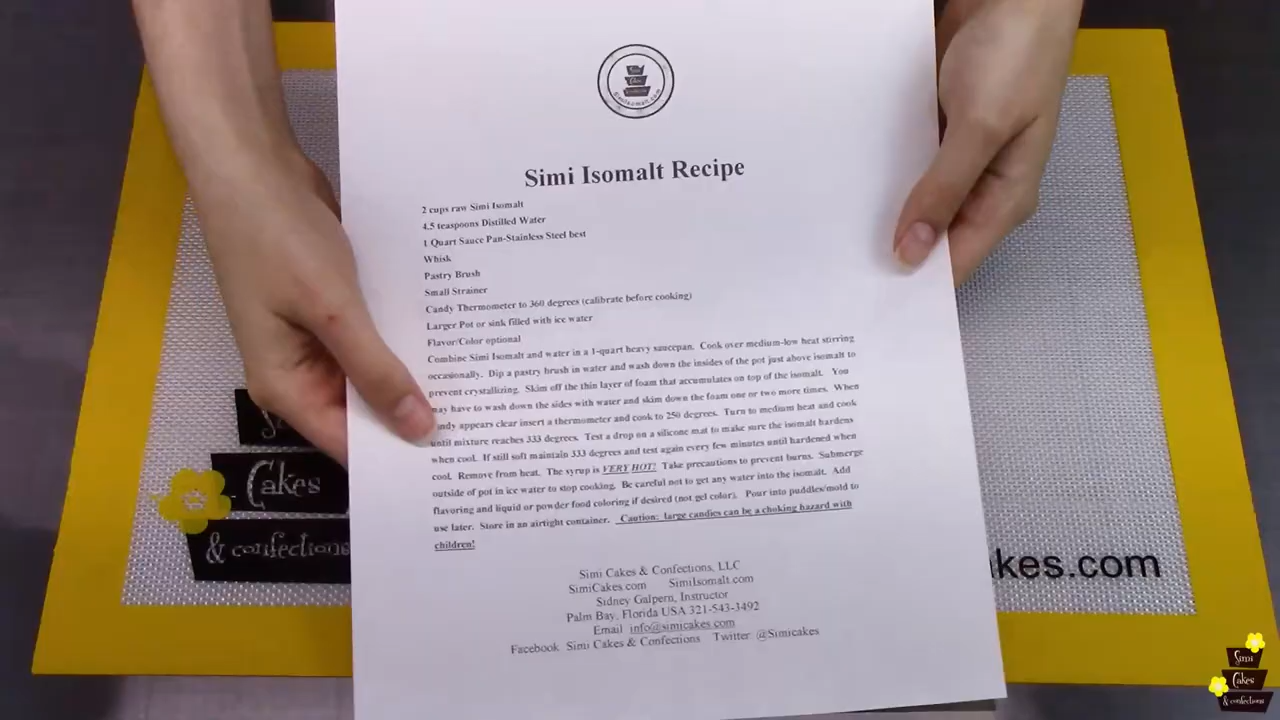 Simi
Cakes
& confections
SimiIsomalt.com
Simi Isomalt Recipe
2 cups raw Simi Isomalt
4.5 teaspoons Distilled Water
1 Quart Sauce Pan-Stainless Steel best
Whisk
Pastry Brush
Small Strainer
Candy Thermometer to 360 degrees (calibrate before cooking)
Larger Pot or sink filled with ice water
Flavor/Color optional
Combine Simi Isomalt and water in a 1-quart heavy saucepan. Cook over medium-low heat stirring
occasionally. Dip a pastry brush in water and wash down the insides of the pot just above isomalt to
prevent crystallizing. Skim off the thin layer of foam that accumulates on top of the isomalt. You
may have to wash down the sides with water and skim down the foam one or two more times. When
andy appears clear insert a thermometer and cook to 250 degrees. Turn to medium heat and cook
until mixture reaches 333 degrees. Test a drop on a silicone mat to make sure the isomalt hardens
when cool. If still soft maintain 333 degrees and test again every few minutes until hardened when
cool. Remove from heat. The syrup is VERY HOT! Take precautions to prevent burns. Submerge
outside of pot in ice water to stop cooking. Be careful not to get any water into the isomalt. Add
flavoring and liquid or powder food coloring if desired (not gel color). Pour into puddles/mold to
use later. Store in an airtight container. Caution: large candies can be a choking hazard with
children!
Simi Cakes & Confections, LLC
SimiCakes.com SimiIsomalt.com
Sidney Galpern, Instructor
Palm Bay, Florida USA 321-543-3492
Email info@simicakes.com
Facebook Simi Cakes & Confections Twitter @Simicakes
Cakes
& confections
kes.com
Simi
Cakes
& confections